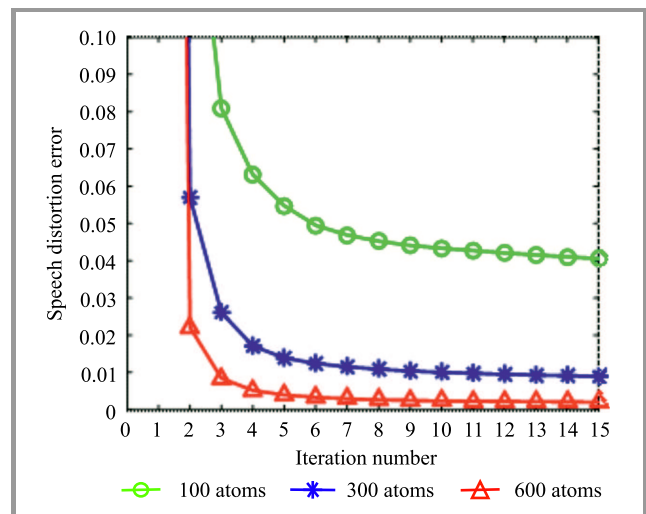 0.10
0.09
0.08
0.07
0.06
0.05
0.04
0.03
0.02
0.01
0
Speech distortion error
0 1 2 3 4 5 6 7 8 9 10 11 12 13 14 15
Iteration number
100 atoms 300 atoms 600 atoms